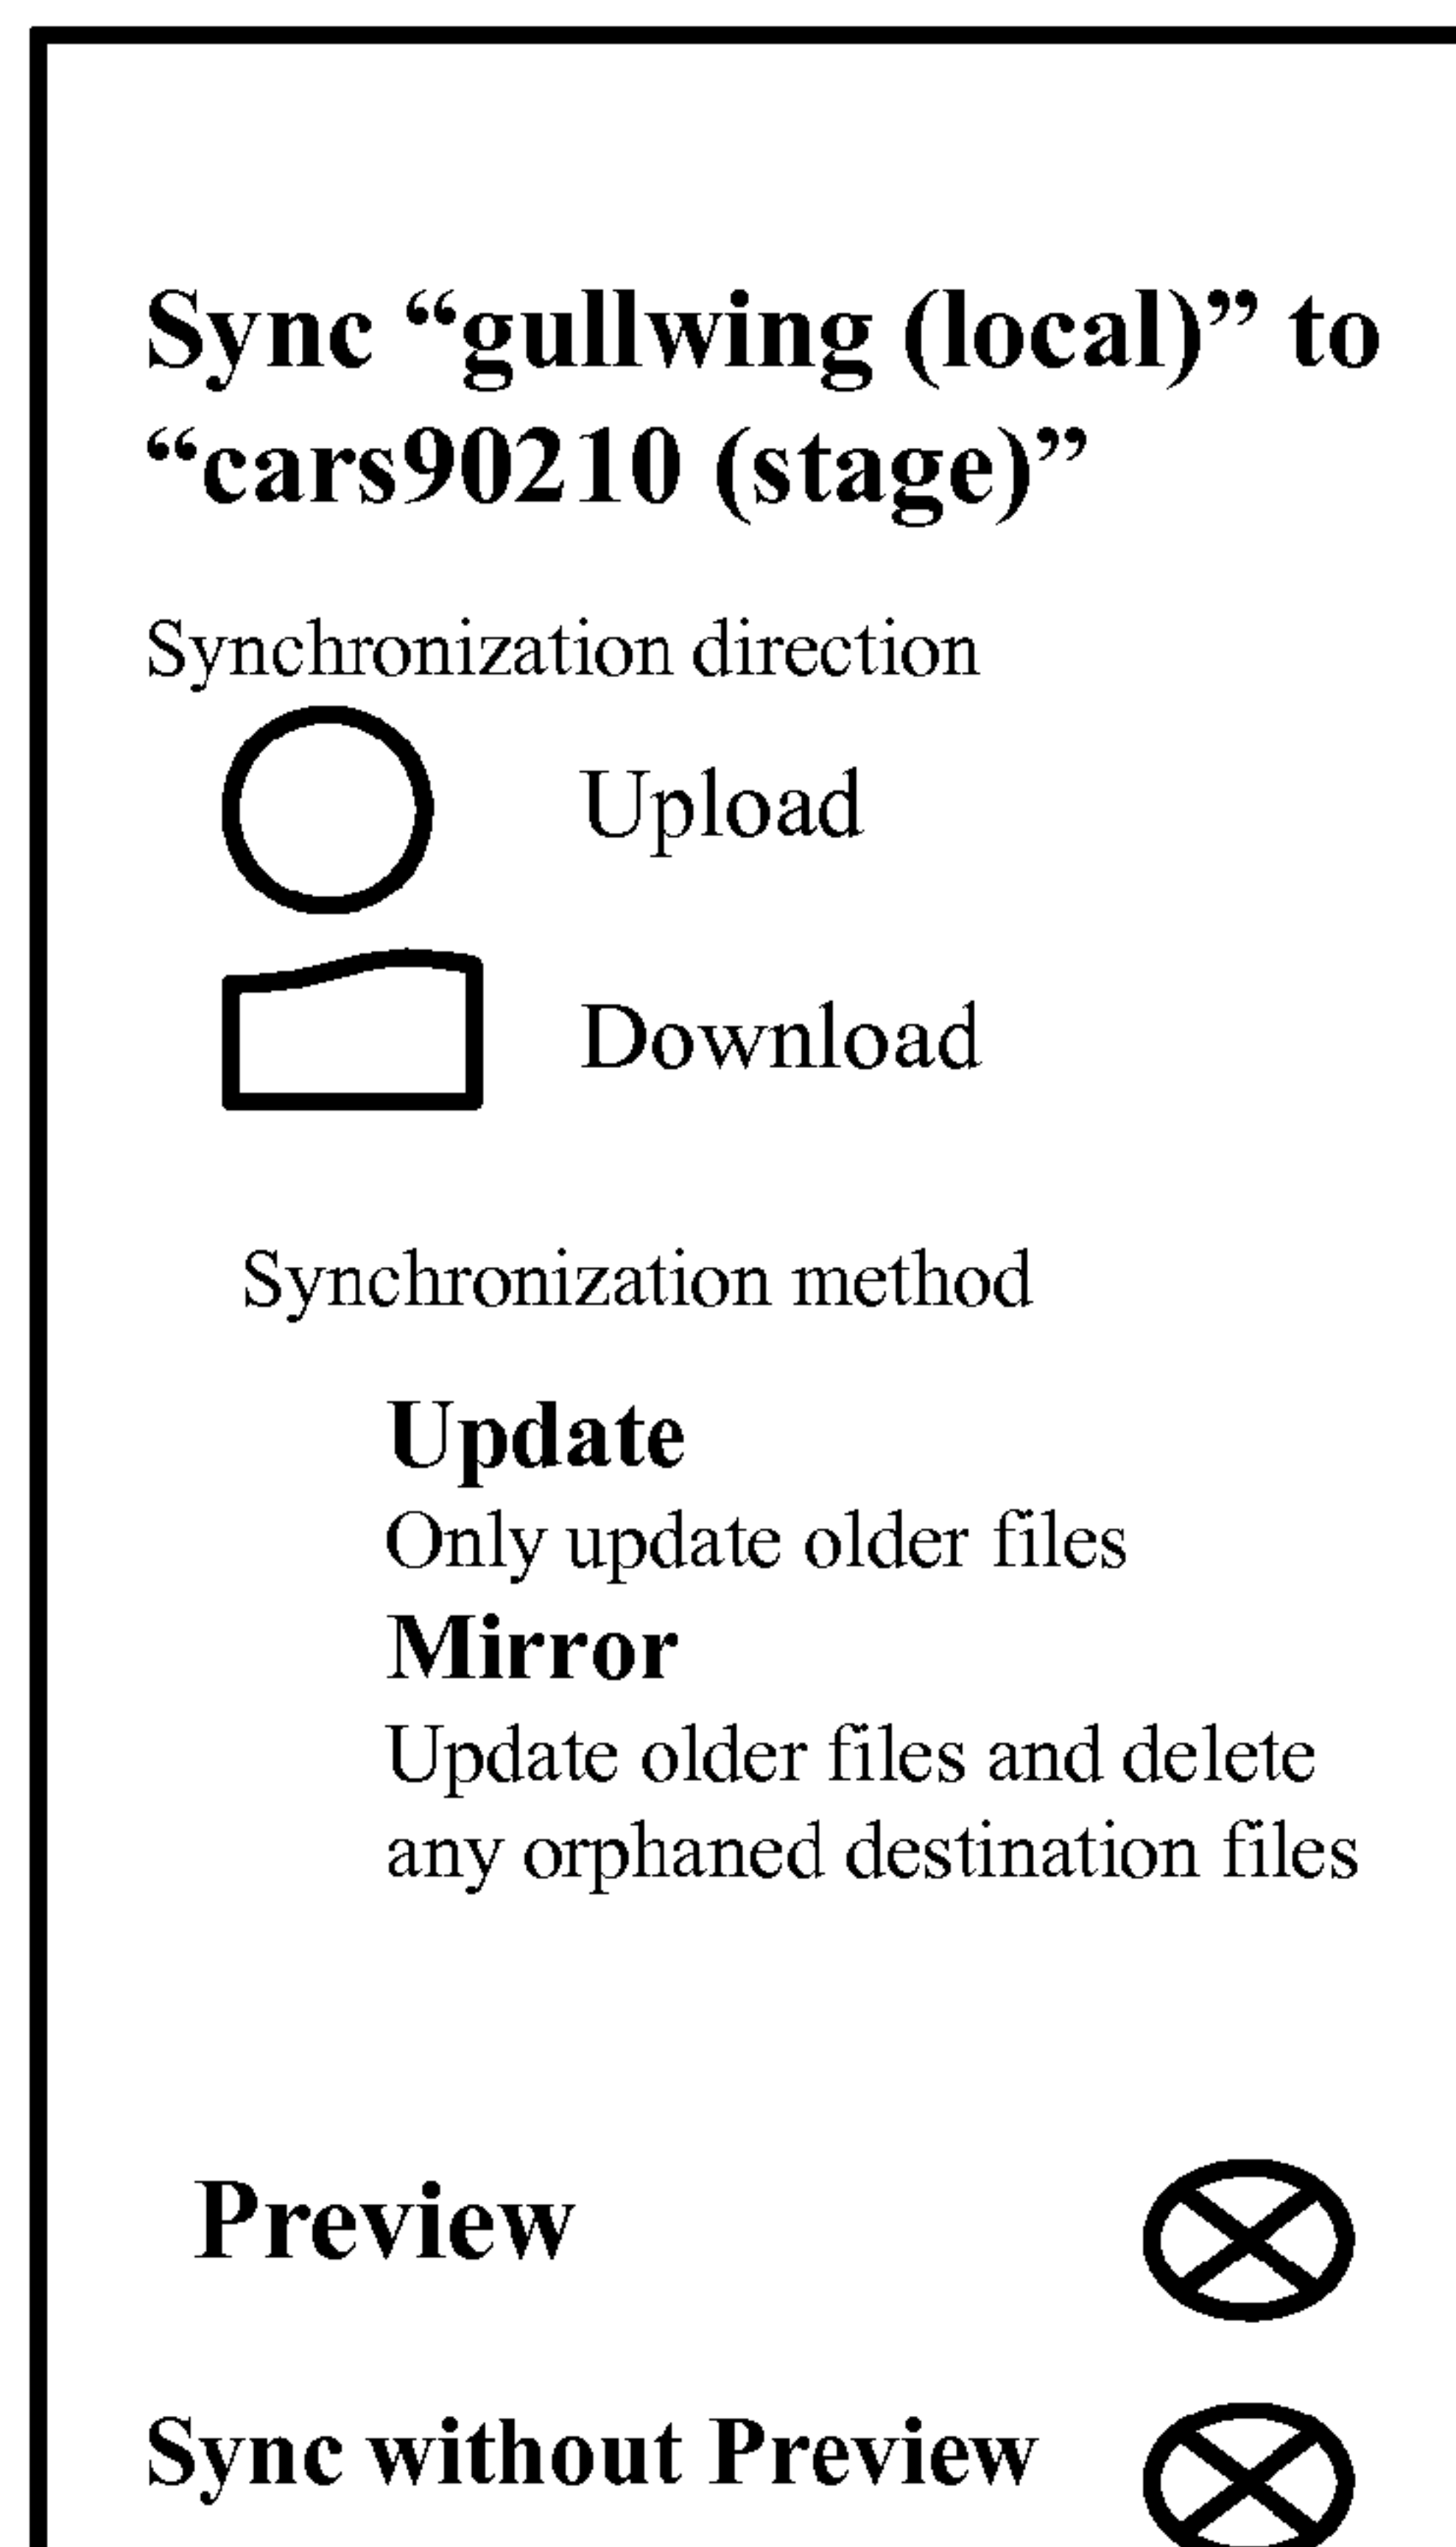 Sync “gullwing (local)” to
“cars90210 (stage)”
Synchronization direction
Upload
Download
Synchronization method
Update
Only update older files
Mirror
Update older files and delete
any orphaned destination files
Preview
Sync without Preview